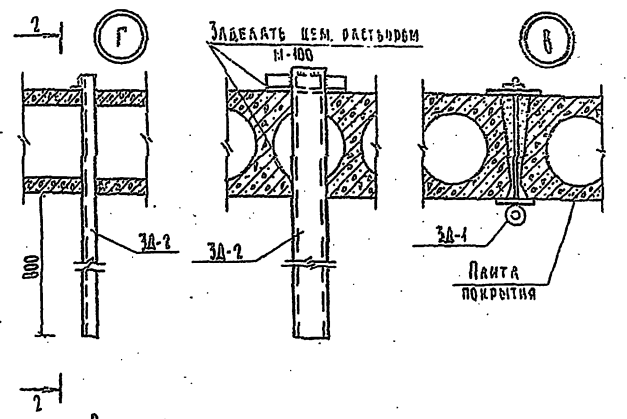 2
Г
Заделать цем. раствором
М-100
В
ЗД-2
ЗД-2
ЗД-1
800
Плита
покрытия
2